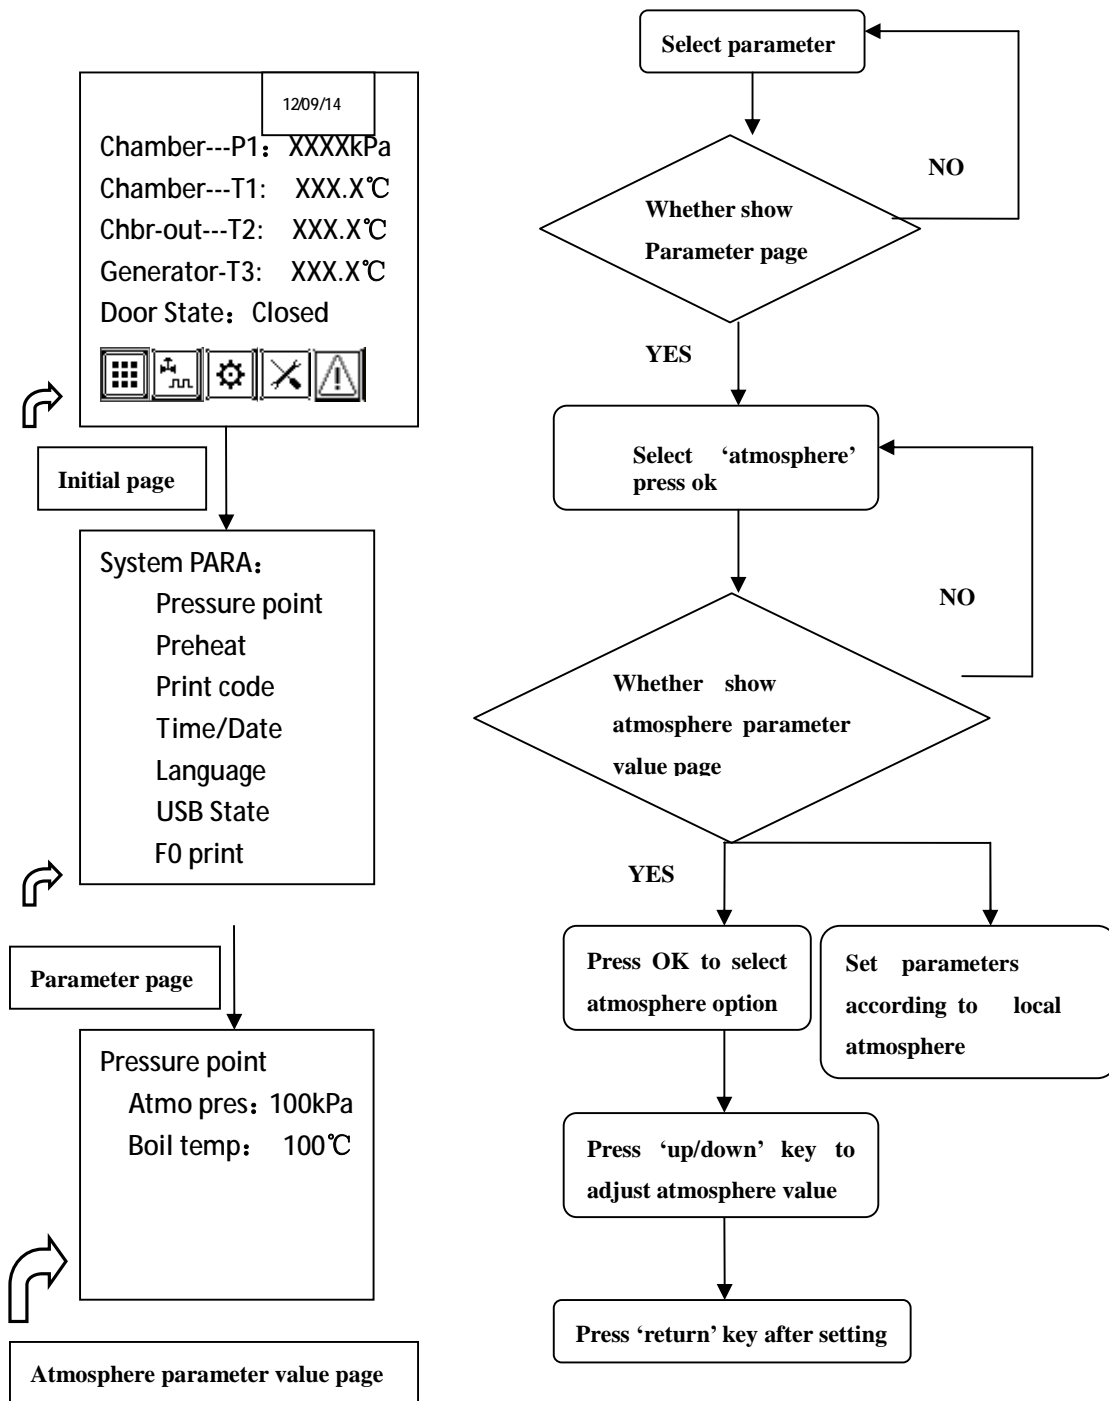 12/09/14
Chamber---P1： XXXXkPa
Chamber---T1: XXX.X℃
Chbr-out---T2: XXX.X℃
Generator-T3: XXX.X℃
Door State： Closed
Initial page
System PARA：
Pressure point
Preheat
Print code
Time/Date
Language
USB State
F0 print
Parameter page
Pressure point
Atmo pres： 100kPa
Boil temp： 100℃
Atmosphere parameter value page
Select parameter
Whether show
Parameter page
NO
YES
Select ‘atmosphere’
press ok
NO
Whether show
atmosphere parameter
value page
YES
Press OK to select
atmosphere option
Set parameters
according to local
atmosphere
Press ‘up/down’ key to
adjust atmosphere value
Press ‘return’ key after setting